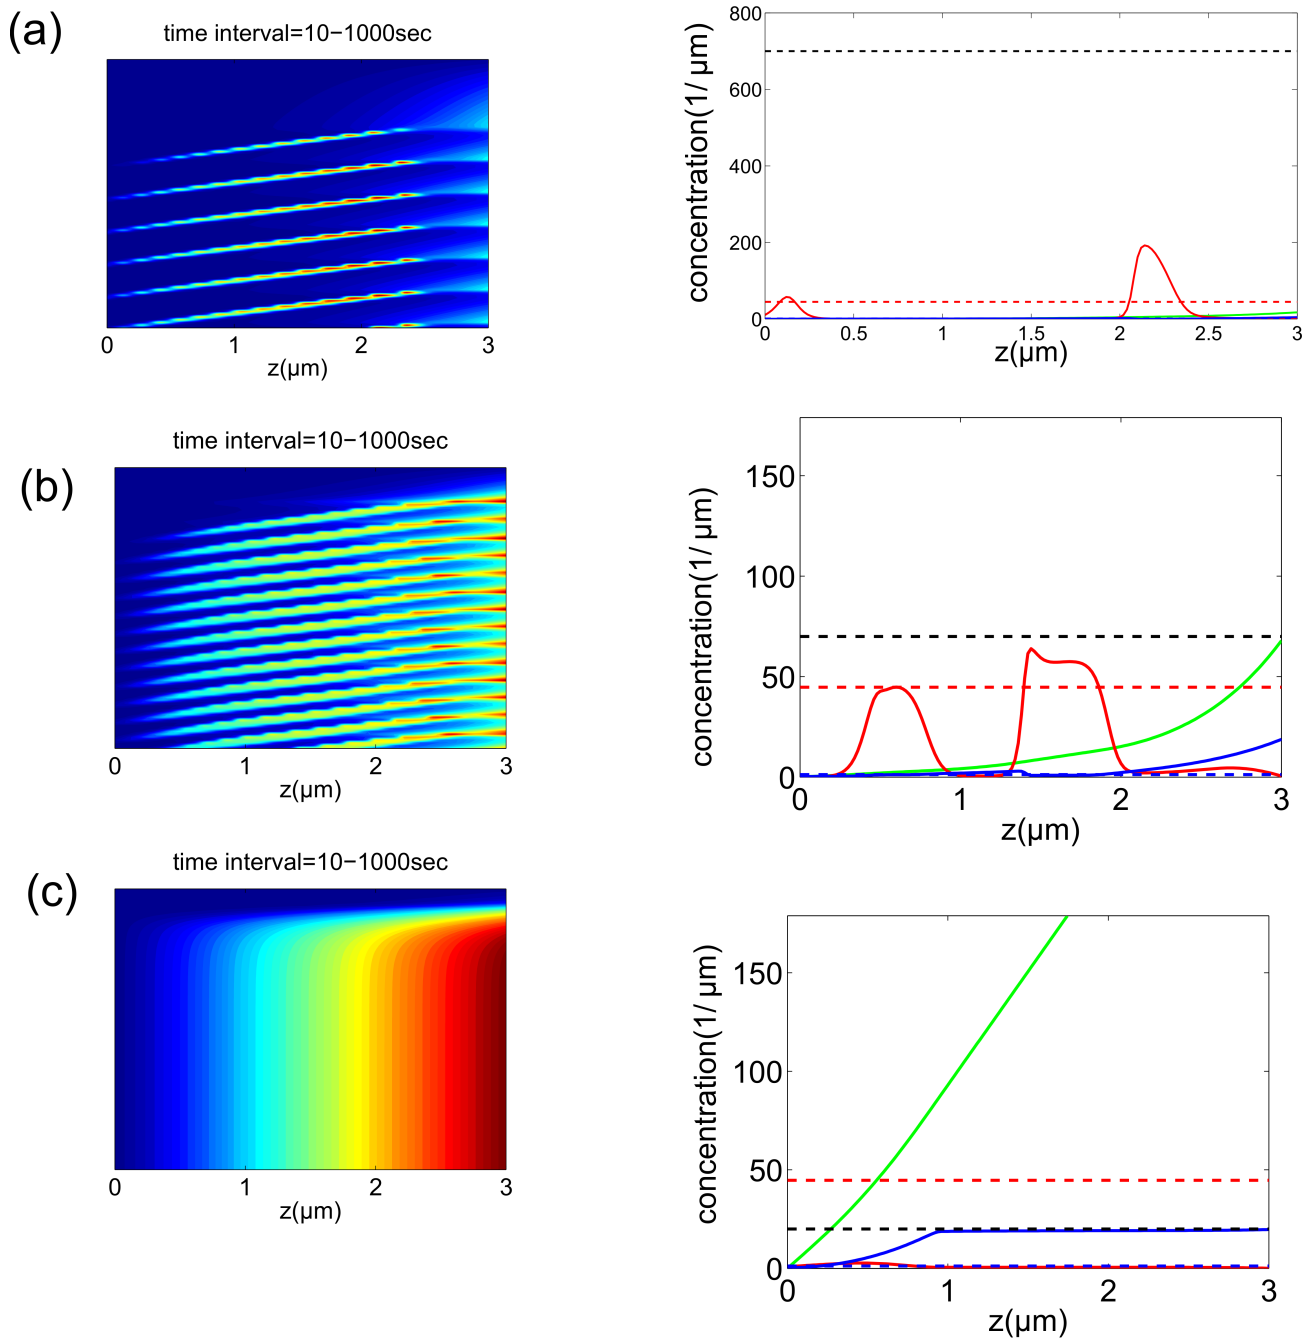 (a)
time interval=10−1000sec
1 2 3
z(µm)
concentration(1/ µm)
800
600
400
200
0
0 0.5 1 1.5 2 2.5 3
z(µm)
(b)
time interval=10−1000sec
0 1 2 3
z(µm)
concentration(1/ µm)
150
100
50
0
0 1 2 3
z(µm)
(c)
time interval=10−1000sec
0 1 2 3
z(µm)
concentration(1/ µm)
150
100
50
0
0 1 2 3
z(µm)